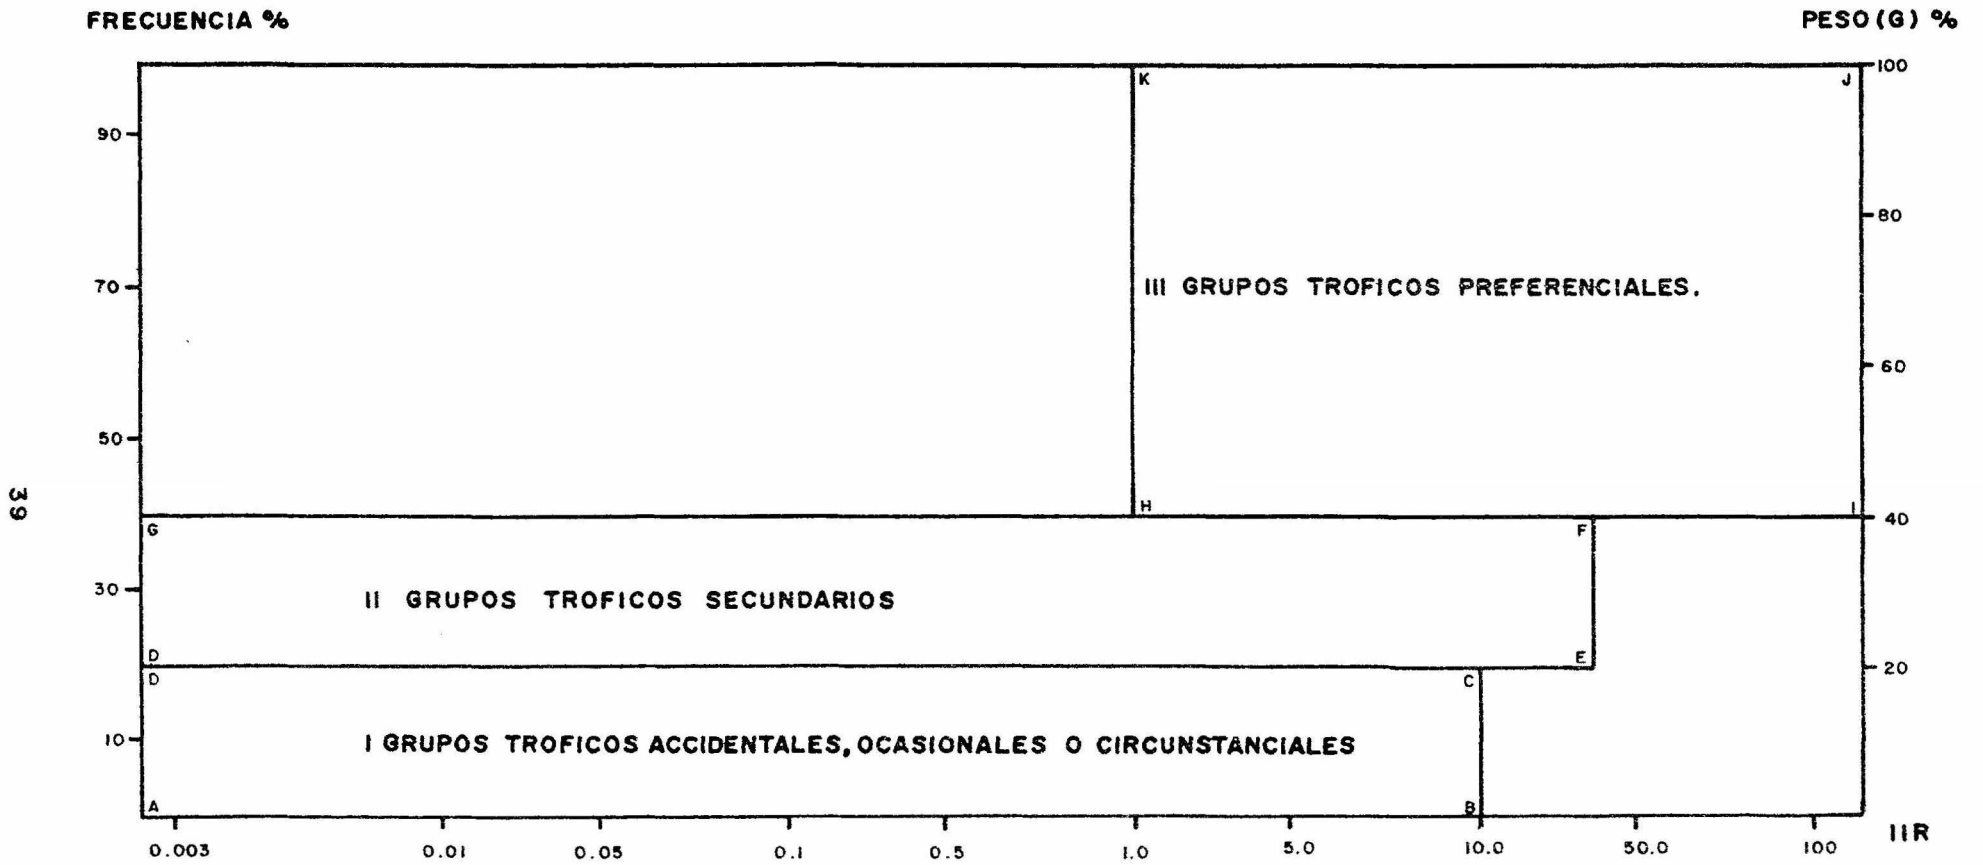 FRECUENCIA %
PESO (G) %
K
J
100
90
80
70
III GRUPOS TROFICOS PREFERENCIALES.
60
50
39
H
I
40
G
F
30
II GRUPOS TROFICOS SECUNDARIOS
D
E
20
D
C
10
I GRUPOS TROFICOS ACCIDENTALES, OCASIONALES O CIRCUNSTANCIALES
A
B
IIR
0.003 0.01 0.05 0.1 0.5 1.0 5.0 10.0 50.0 100